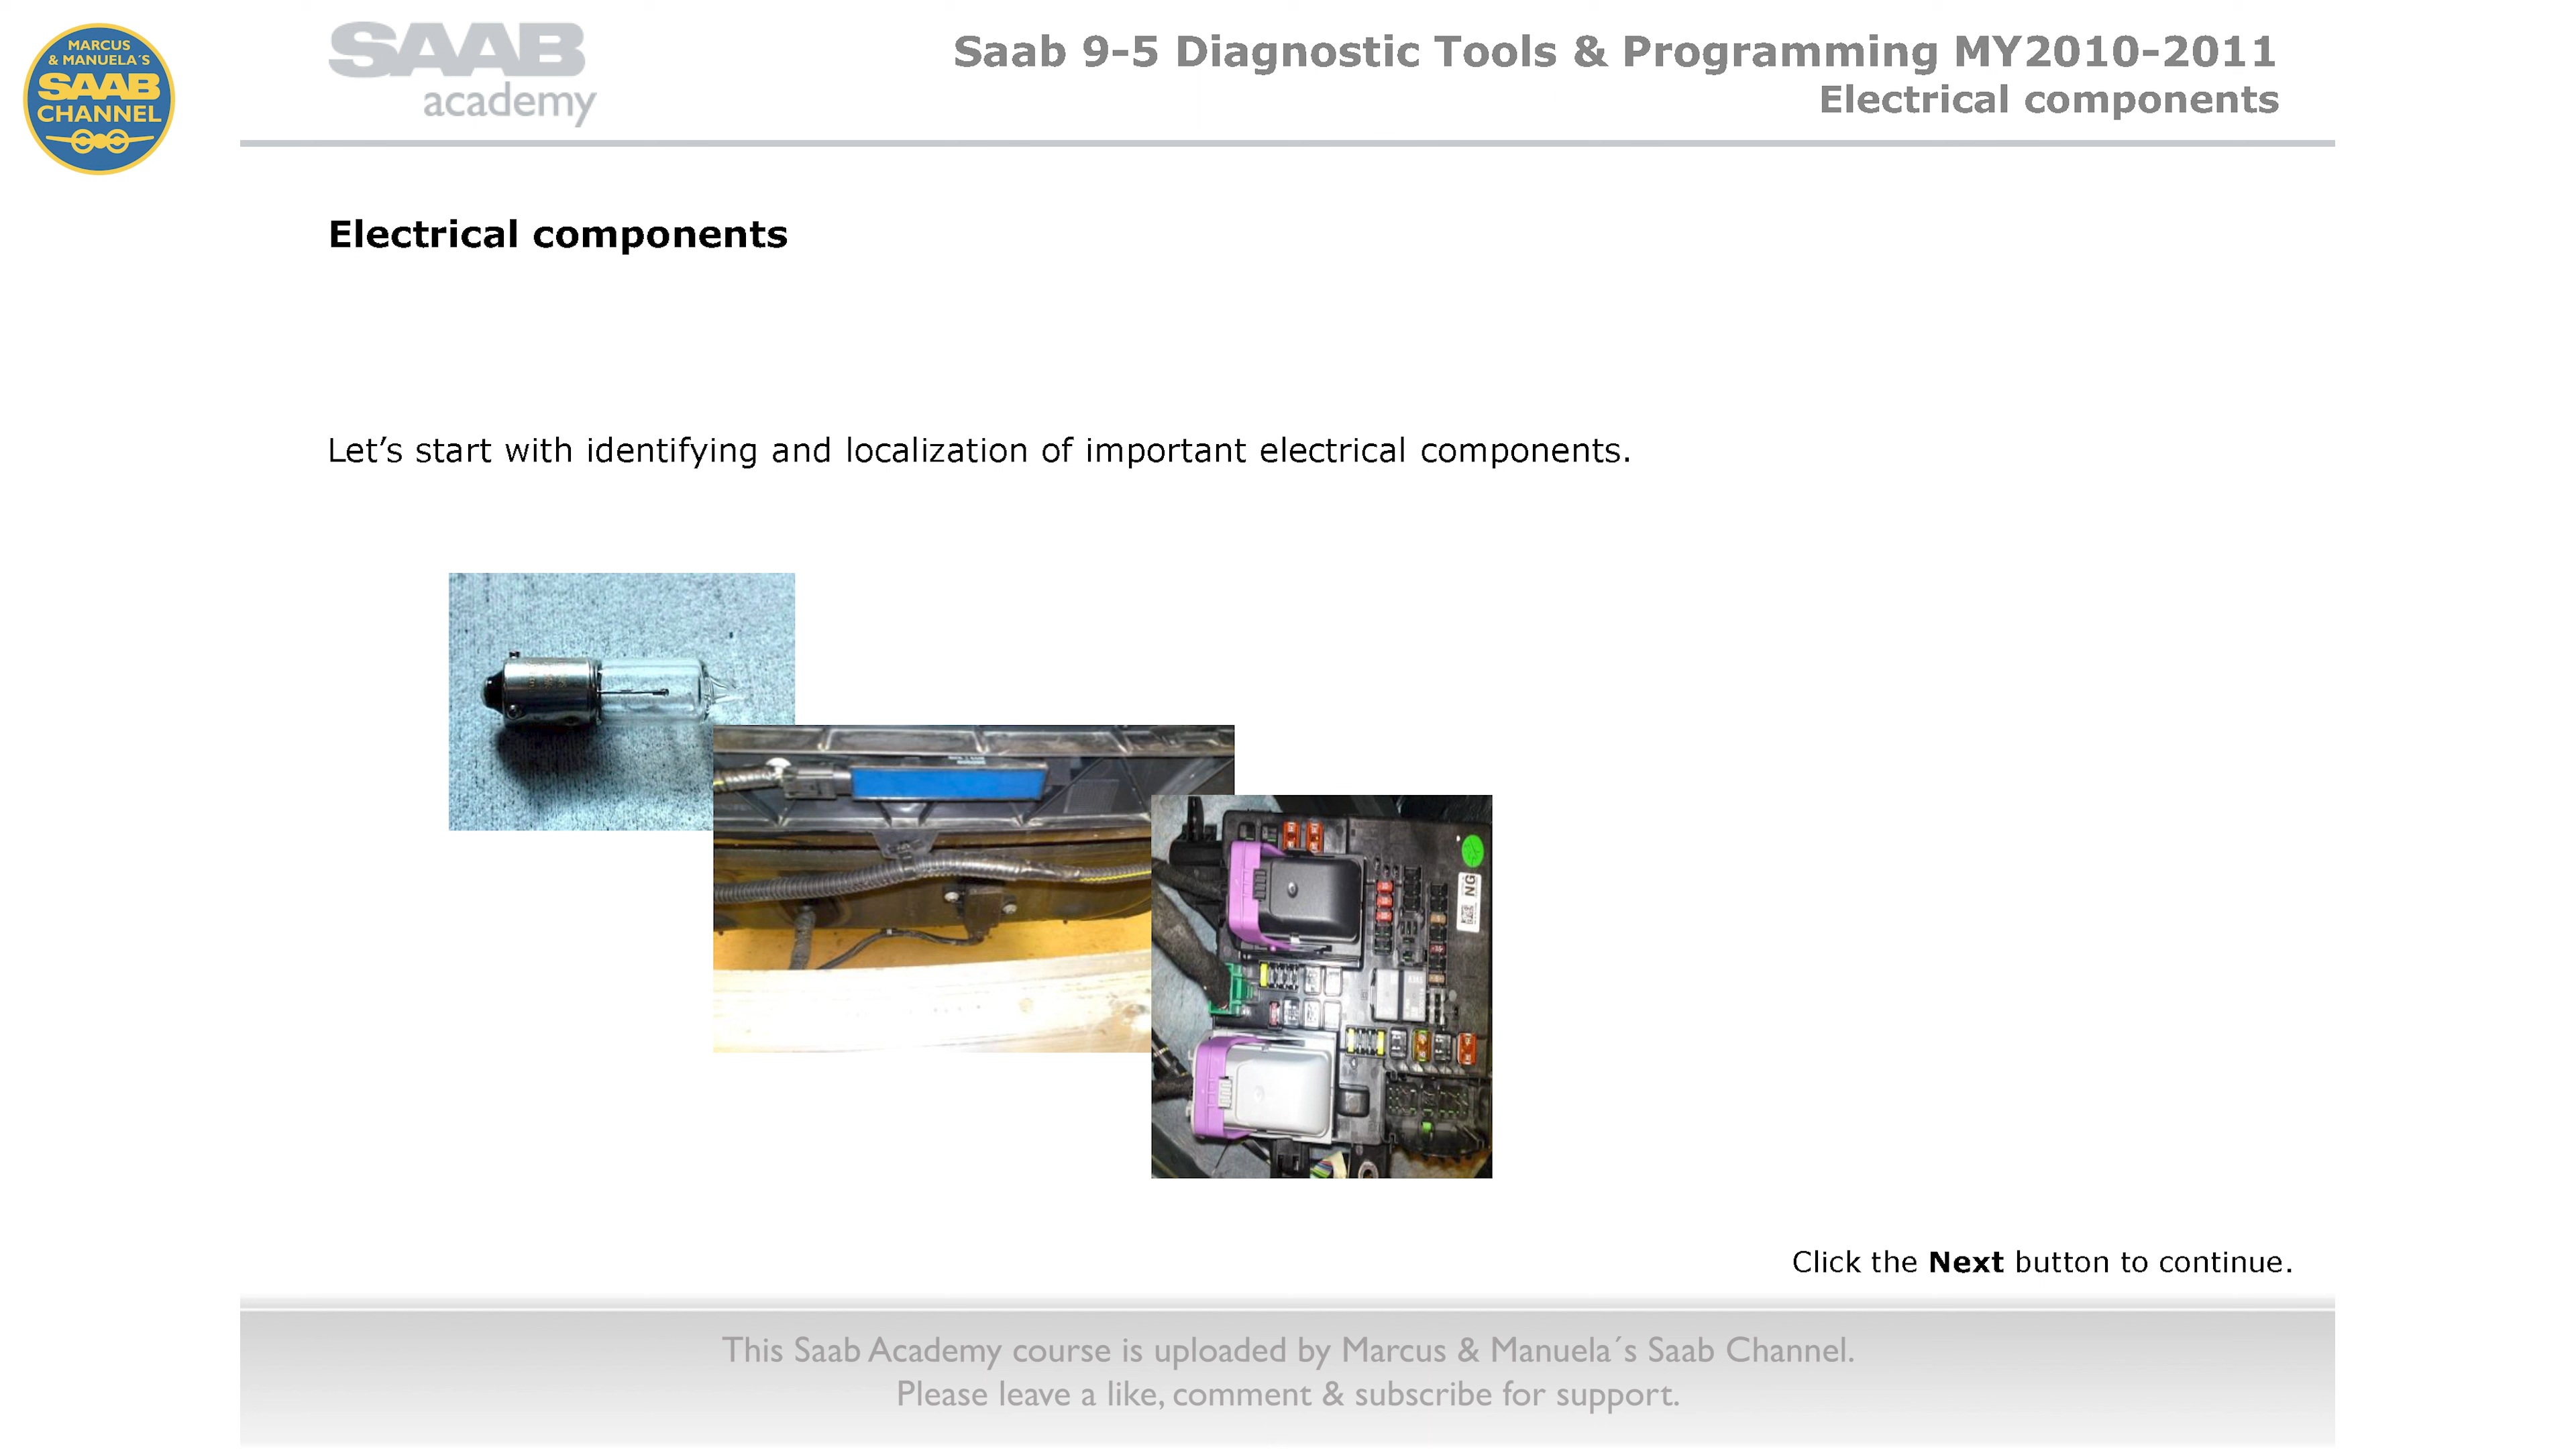 MARCUS
& MANUELA´S
SAAB
CHANNEL
SAAB
academy
Saab 9-5 Diagnostic Tools & Programming MY2010-2011
Electrical components
Electrical components
Let’s start with identifying and localization of important electrical components.
NG
Click the Next button to continue.
This Saab Academy course is uploaded by Marcus & Manuela´s Saab Channel.
Please leave a like, comment & subscribe for support.